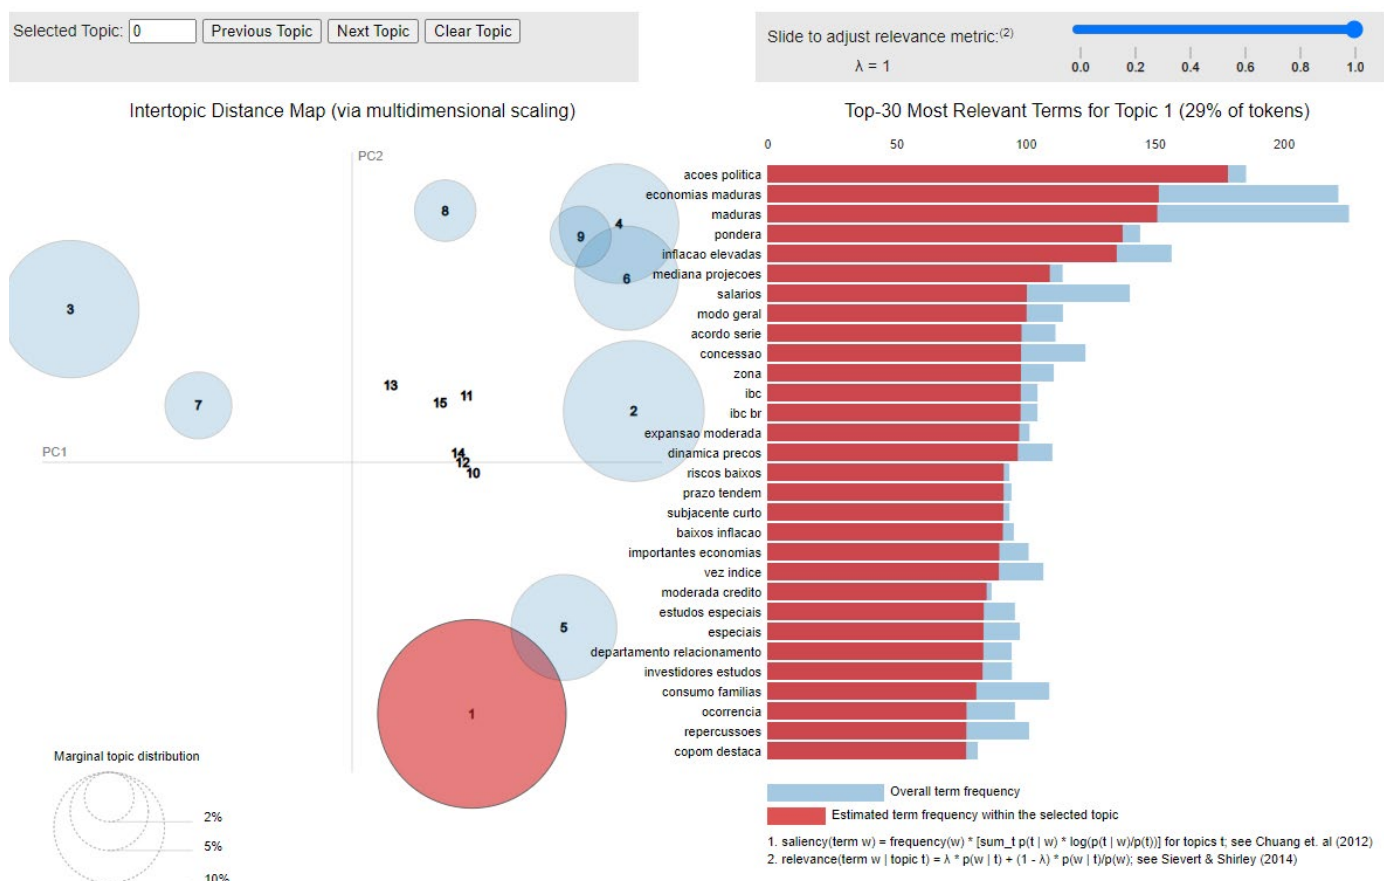 Selected Topic: 0 Previous Topic Next Topic Clear Topic
Slide to adjust relevance metric:(2)
λ = 1
0.0 0.2 0.4 0.6 0.8 1.0
Intertopic Distance Map (via multidimensional scaling)
PC2
PC1
8
4
9
6
3
7
13
15
11
2
14
12
10
5
1
Marginal topic distribution
2%
5%
10%
Top-30 Most Relevant Terms for Topic 1 (29% of tokens)
0 50 100 150 200
acoes politica
economias maduras
maduras
pondera
inflacao elevadas
mediana projecoes
salarios
modo geral
acordo serie
concessao
zona
ibc
ibc br
expansao moderada
dinamica precos
riscos baixos
prazo tendem
subjacente curto
baixos inflacao
importantes economias
vez indice
moderada credito
estudos especiais
especiais
departamento relacionamento
investidores estudos
consumo familias
ocorrencia
repercussoes
copom destaca
Overall term frequency
Estimated term frequency within the selected topic
1. saliency(term w) = frequency(w) * [sum_t p(t | w) * log(p(t | w)/p(t))] for topics t; see Chuang et. al (2012)
2. relevance(term w | topic t) = λ * p(w | t) + (1 - λ) * p(w | t)/p(w); see Sievert & Shirley (2014)